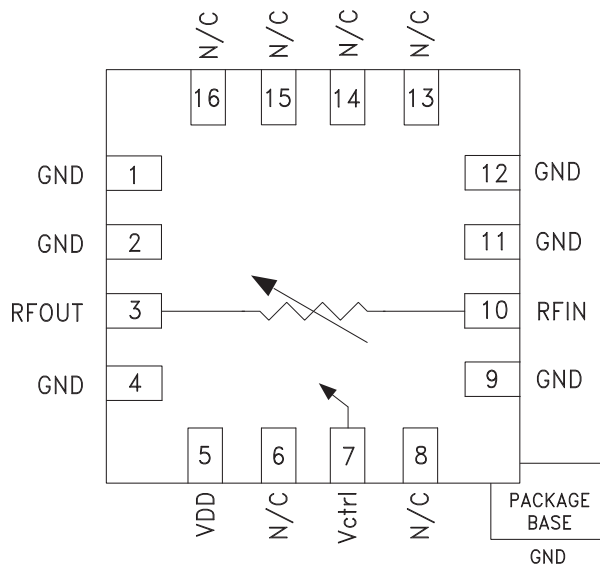 N/C N/C N/C N/C
16 15 14 13
GND 1 12 GND
GND 2 11 GND
RFOUT 3 10 RFIN
GND 4 9 GND
5 6 7 8
VDD N/C Vctrl N/C
PACKAGE
BASE
GND